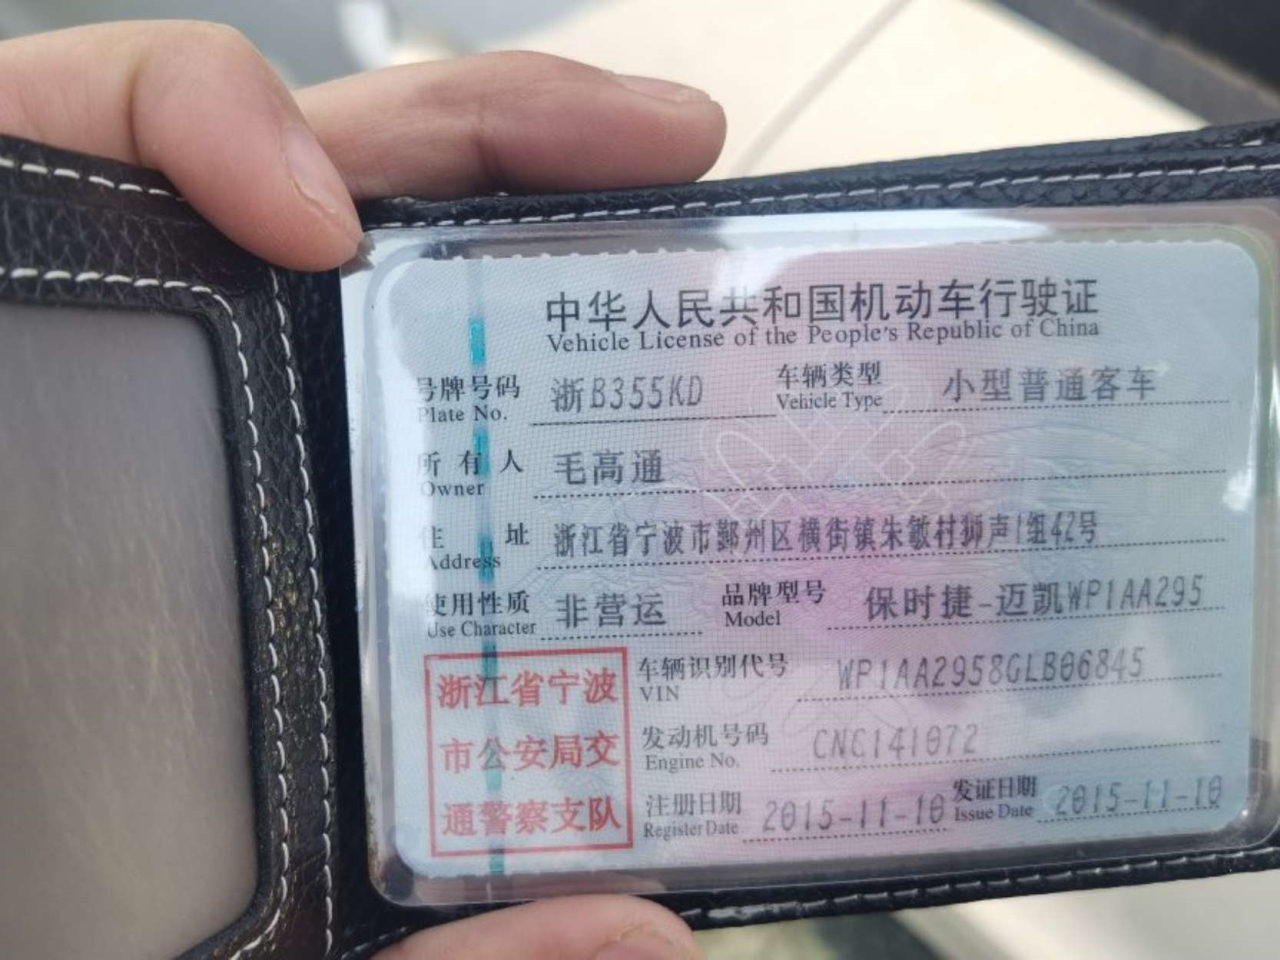 中华人民共和国机动车行驶证
Vehicle License of the People's Republic of China
号牌号码 浙B355KD 车辆类型 小型普通客车
Plate No. Vehicle Type
所有人 毛高通
Owner
住址 浙江省宁波市鄞州区横街镇朱敏村狮声1组42号
Address
使用性质 非营运 品牌型号 保时捷-迈凯WP1AA295
Use Character Model
浙江省宁波
市公安局交
通警察支队
车辆识别代号 WP1AA2958GLB06845
VIN
发动机号码 CNC141072
Engine No.
注册日期 2015-11-10 发证日期 2015-11-10
Register Date Issue Date